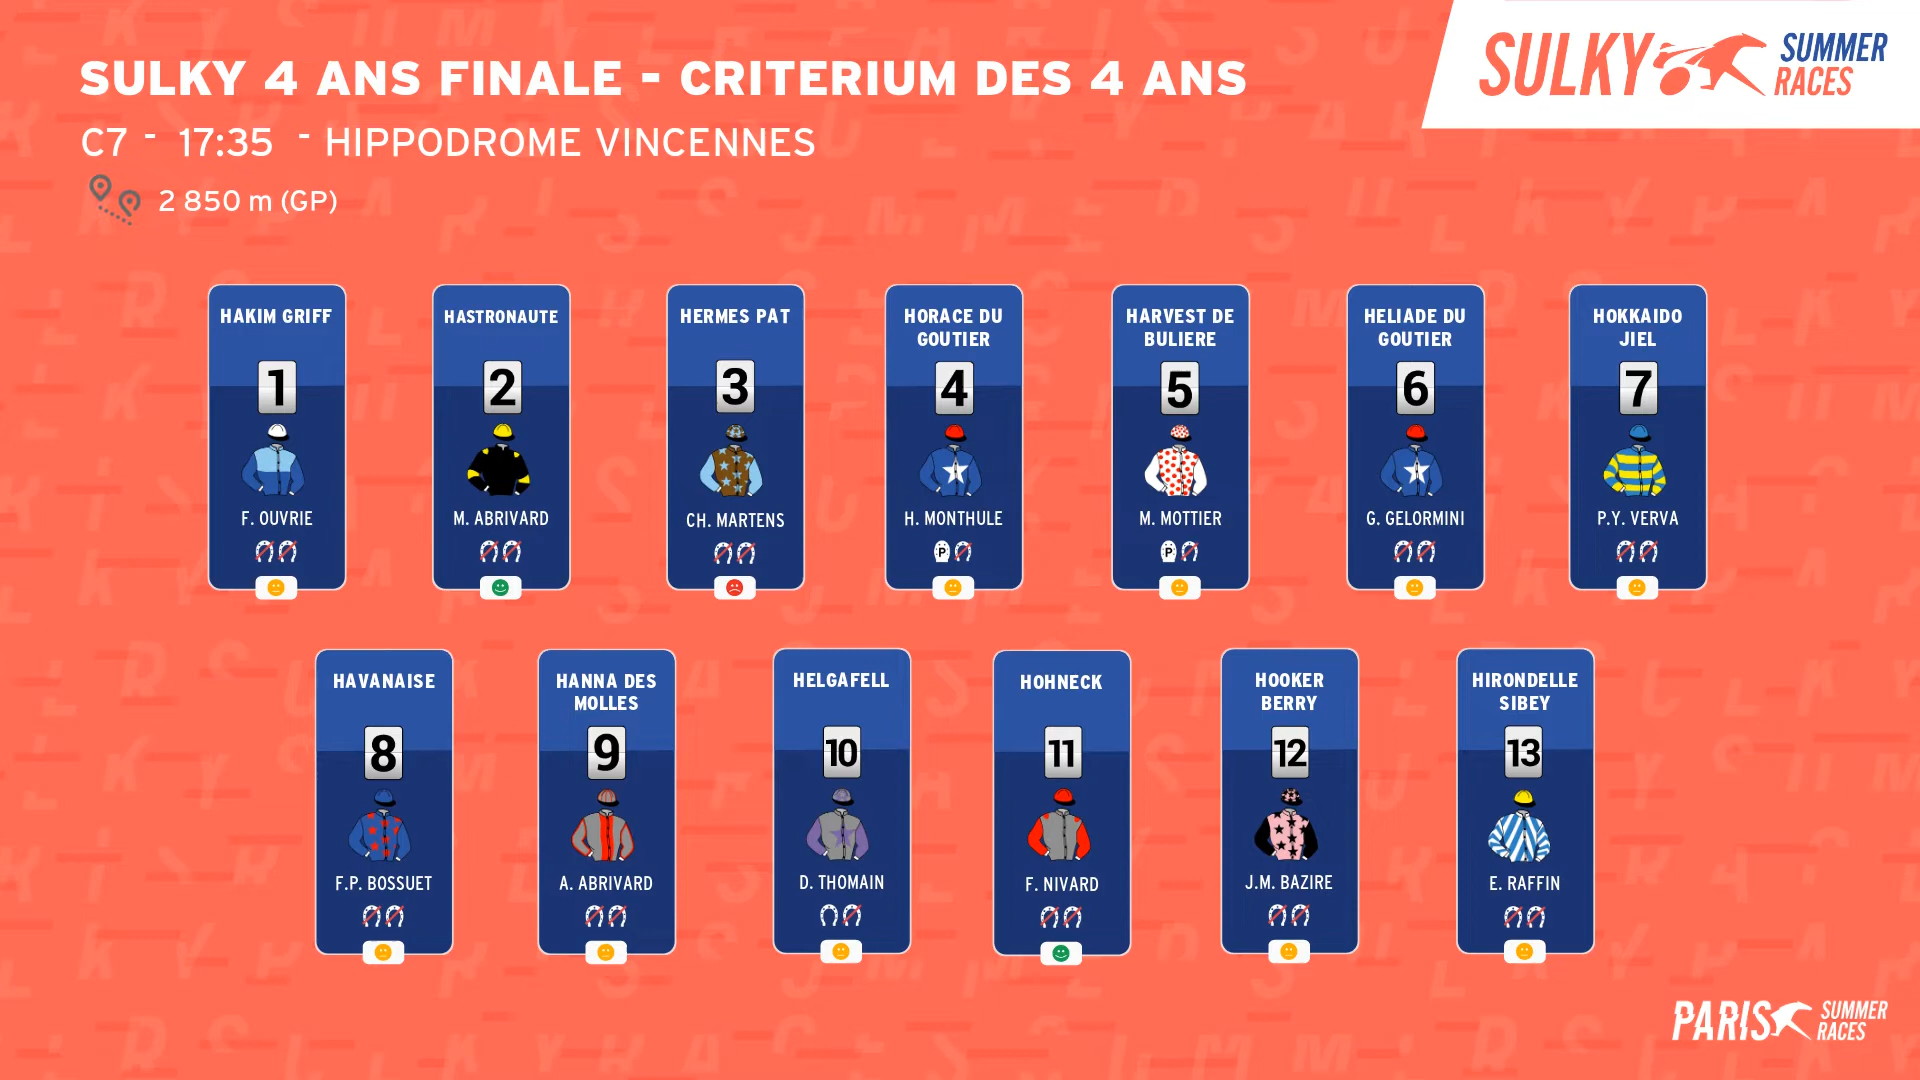 SULKY SUMMER
RACES
SULKY 4 ANS FINALE - CRITERIUM DES 4 ANS
C7 - 17:35 - HIPPODROME VINCENNES
2 850 m (GP)
HAKIM GRIFF
1
F. OUVRIE
HASTRONAUTE
2
M. ABRIVARD
HERMES PAT
3
CH. MARTENS
HORACE DU
GOUTIER
4
H. MONTHULE
P
HARVEST DE
BULIERE
5
M. MOTTIER
P
HELIADE DU
GOUTIER
6
G. GELORMINI
HOKKAIDO
JIEL
7
P.Y. VERVA
HAVANAISE
8
F.P. BOSSUET
HANNA DES
MOLLES
9
A. ABRIVARD
HELGAFELL
10
D. THOMAIN
HOHNECK
11
F. NIVARD
HOOKER
BERRY
12
J.M. BAZIRE
HIRONDELLE
SIBEY
13
E. RAFFIN
PARIS SUMMER
RACES